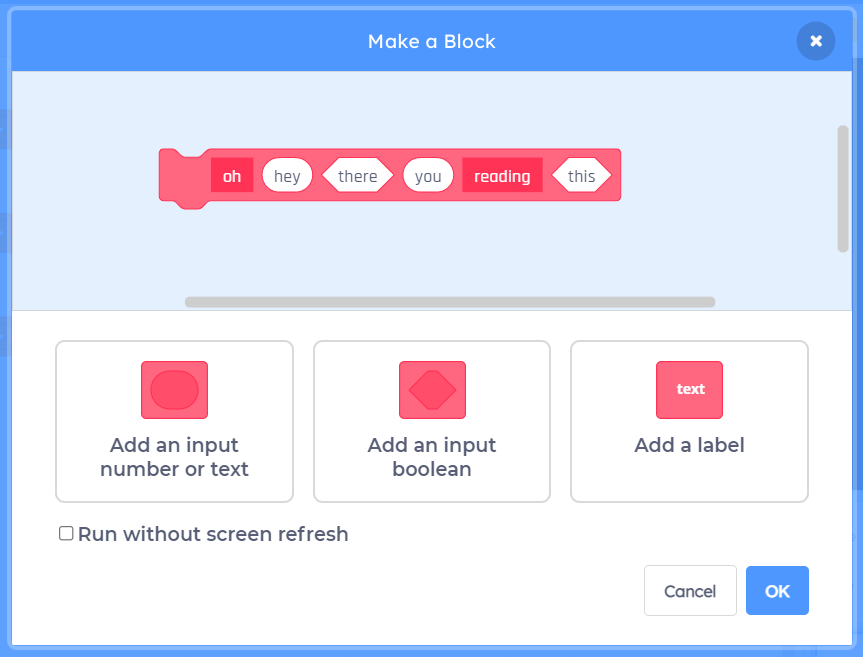 Make a Block
oh hey there you reading this
text
Add an input
number or text
Add an input
boolean
Add a label
Run without screen refresh
Cancel OK